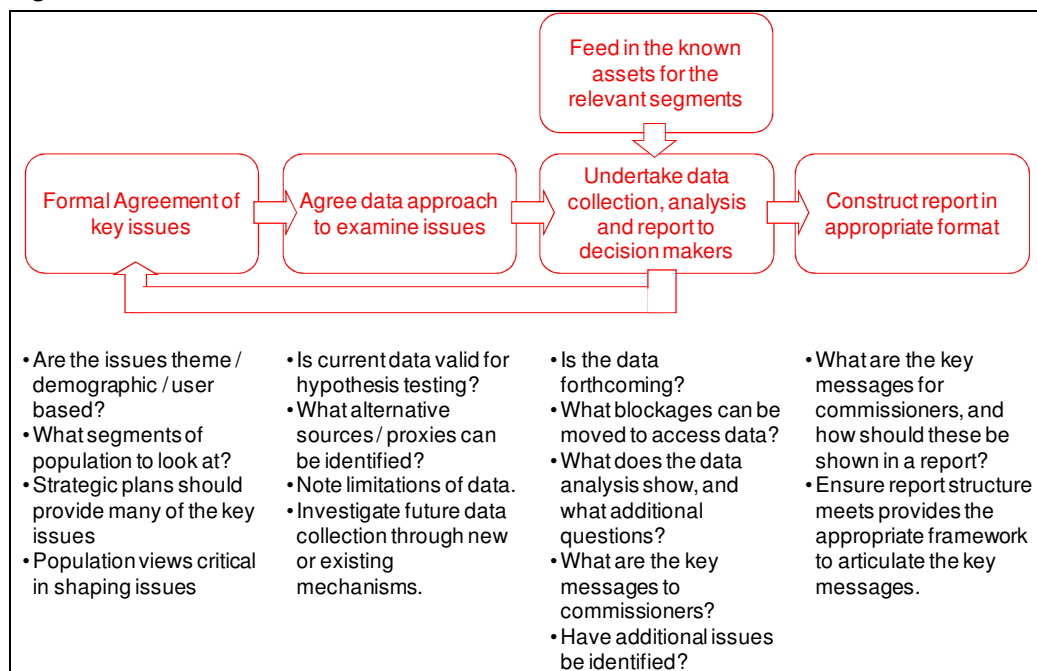 Feed in the known
assets for the
relevant segments
Formal Agreement of
key issues
Agree data approach
to examine issues
Undertake data
collection, analysis
and report to
decision makers
Construct report in
appropriate format
• Are the issues theme /
demographic / user
based?
• What segments of
population to look at?
• Strategic plans should
provide many of the key
issues
• Population views critical
in shaping issues
• Is current data valid for
hypothesis testing?
• What alternative
sources / proxies can
be identified?
• Note limitations of data.
• Investigate future data
collection through new
or existing
mechanisms.
• Is the data
forthcoming?
• What blockages can be
moved to access data?
• What does the data
analysis show, and
what additional
questions?
• What are the key
messages to
commissioners?
• Have additional issues
be identified?
• What are the key
messages for
commissioners, and
how should these be
shown in a report?
• Ensure report structure
meets provides the
appropriate framework
to articulate the key
messages.